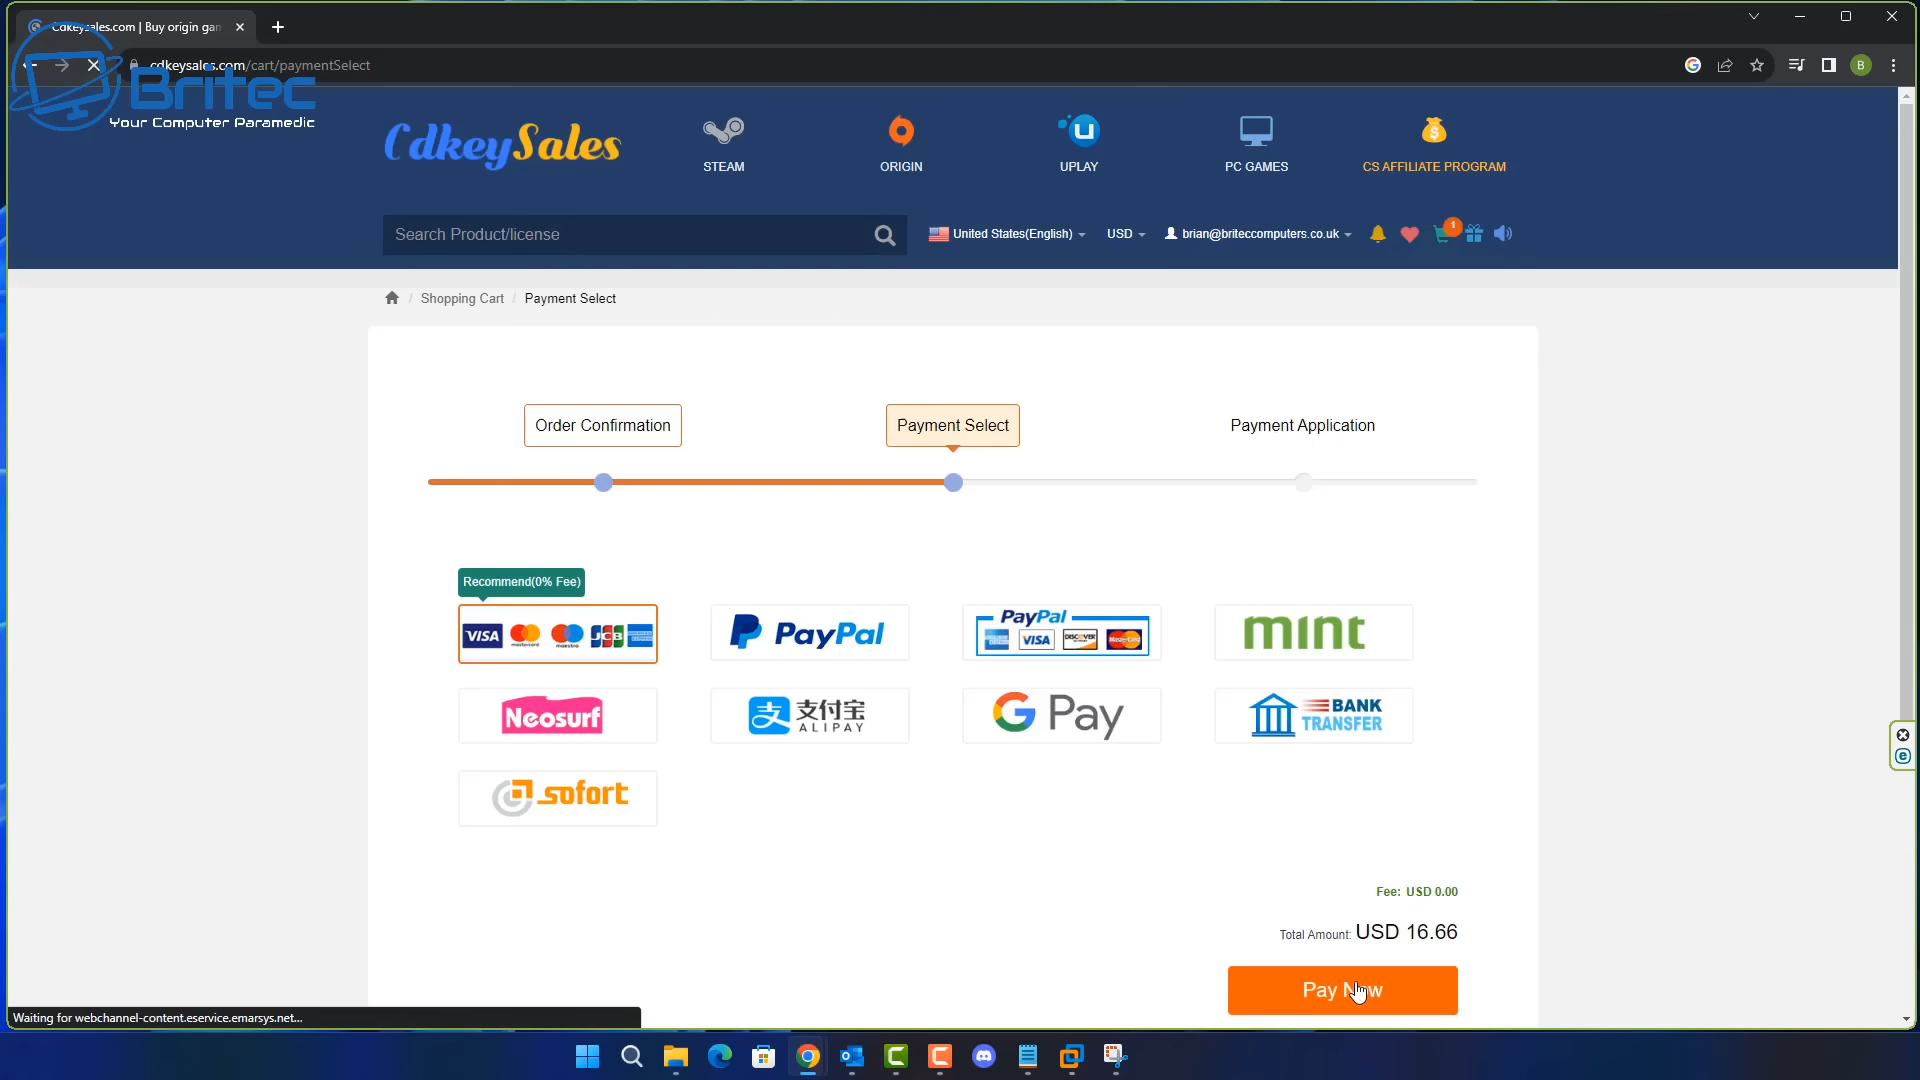 Cdkeysales.com | Buy origin gam
cdkeysales.com/cart/paymentSelect
B
Britec
Your Computer Paramedic
CdkeySales
STEAM
ORIGIN
UPLAY
PC GAMES
CS AFFILIATE PROGRAM
Search Product/license
United States(English)
USD
brian@briteccomputers.co.uk
1
/ Shopping Cart / Payment Select
Order Confirmation
Payment Select
Payment Application
Recommend(0% Fee)
VISA mastercard maestro JCB
PayPal
PayPal
VISA DISCOVER MasterCard
mint
Neosurf
支付宝
ALIPAY
G Pay
BANK
TRANSFER
sofort
Fee: USD 0.00
Total Amount: USD 16.66
Pay Now
Waiting for webchannel-content.eservice.emarsys.net...